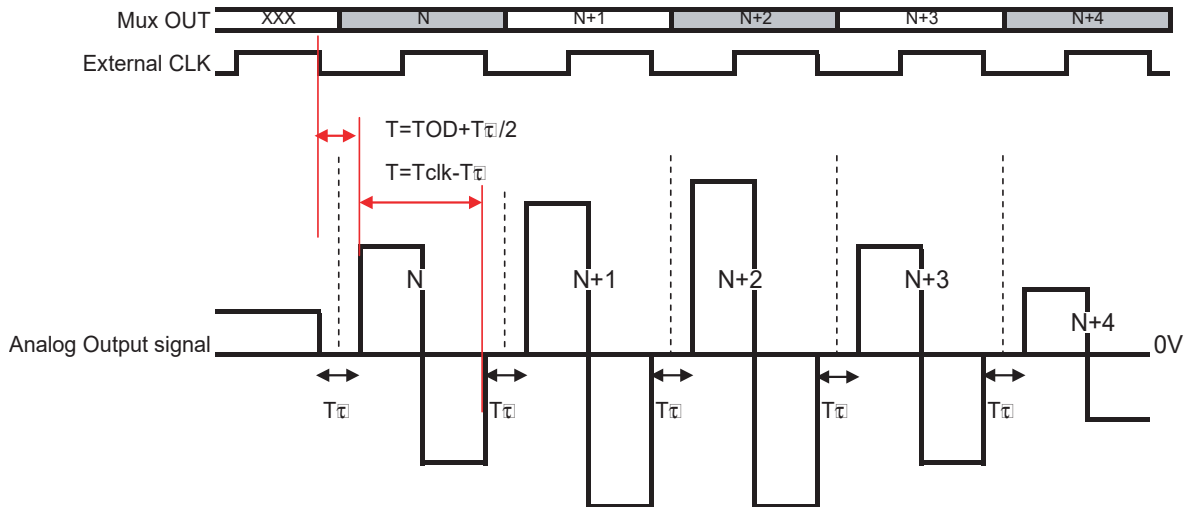 Mux OUT XXX N N+1 N+2 N+3 N+4
External CLK
T=TOD+Tτ/2
T=Tclk-Tτ
N N+1 N+2 N+3 N+4
Analog Output signal 0V
Tτ Tτ Tτ Tτ Tτ